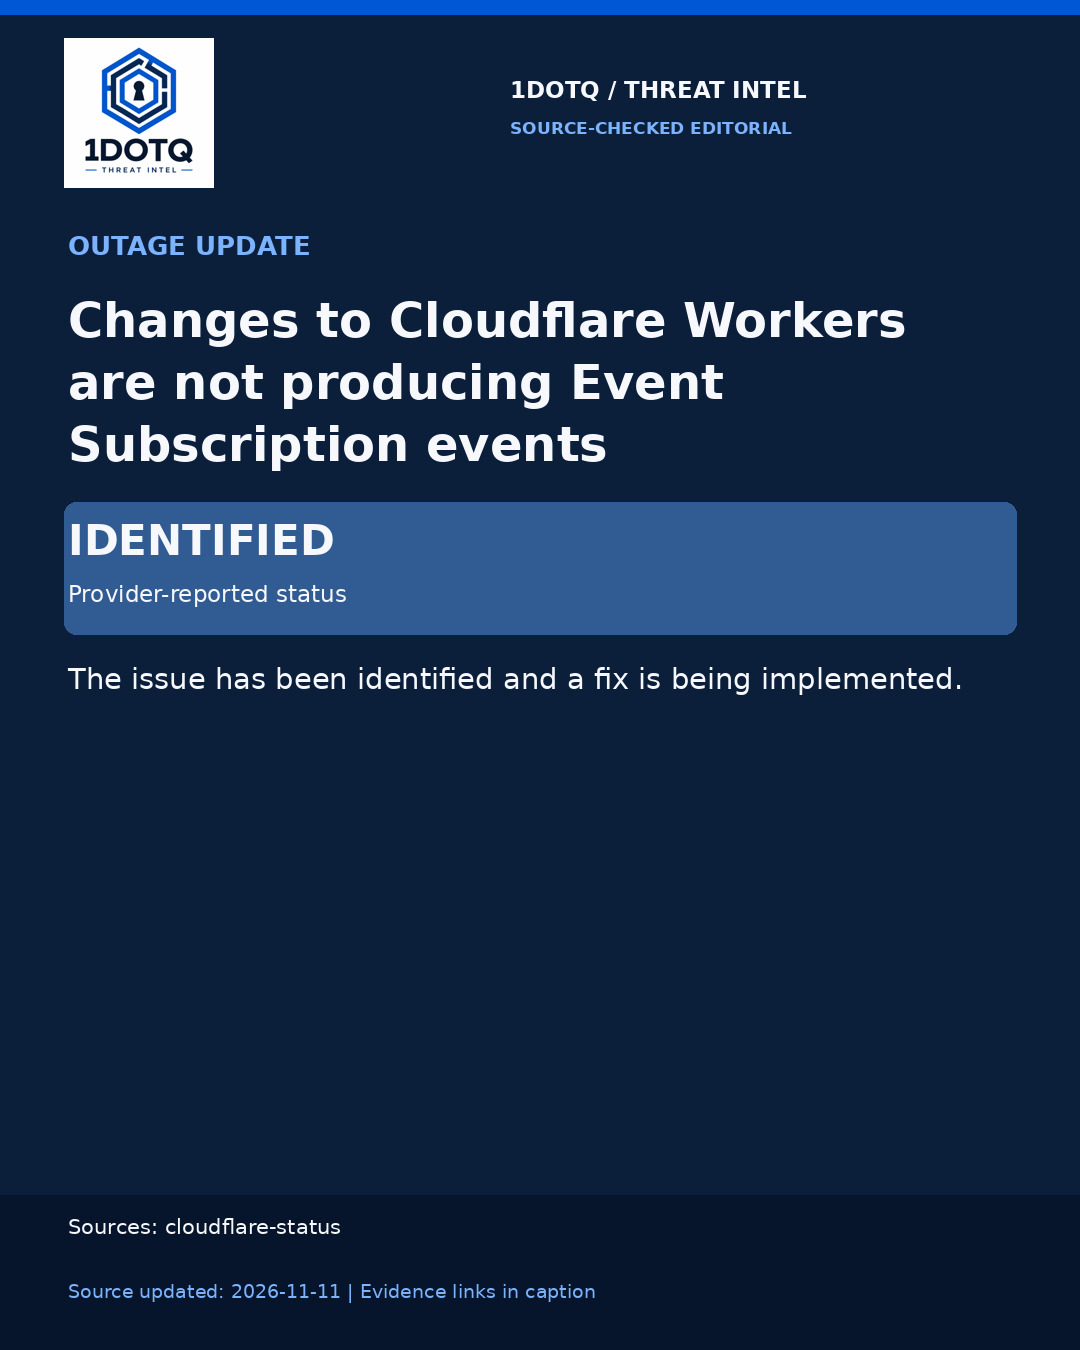 1DOTQ
THREAT INTEL
1DOTQ / THREAT INTEL
SOURCE-CHECKED EDITORIAL
OUTAGE UPDATE
Changes to Cloudflare Workers
are not producing Event
Subscription events
IDENTIFIED
Provider-reported status
The issue has been identified and a fix is being implemented.
Sources: cloudflare-status
Source updated: 2026-11-11 | Evidence links in caption